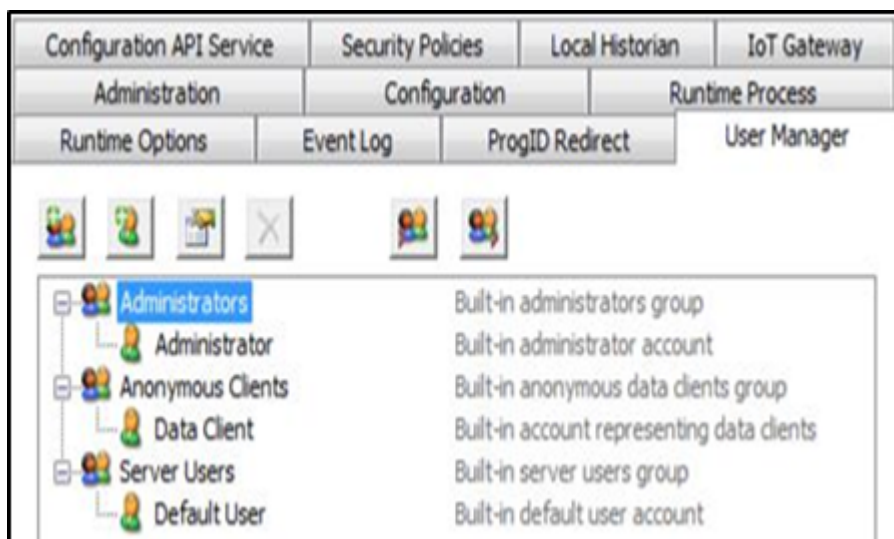 Configuration API Service Security Policies Local Historian IoT Gateway
Administration Configuration Runtime Process
Runtime Options Event Log ProgID Redirect User Manager
Administrators Built-in administrators group
Administrator Built-in administrator account
Anonymous Clients Built-in anonymous data clients group
Data Client Built-in account representing data clients
Server Users Built-in server users group
Default User Built-in default user account